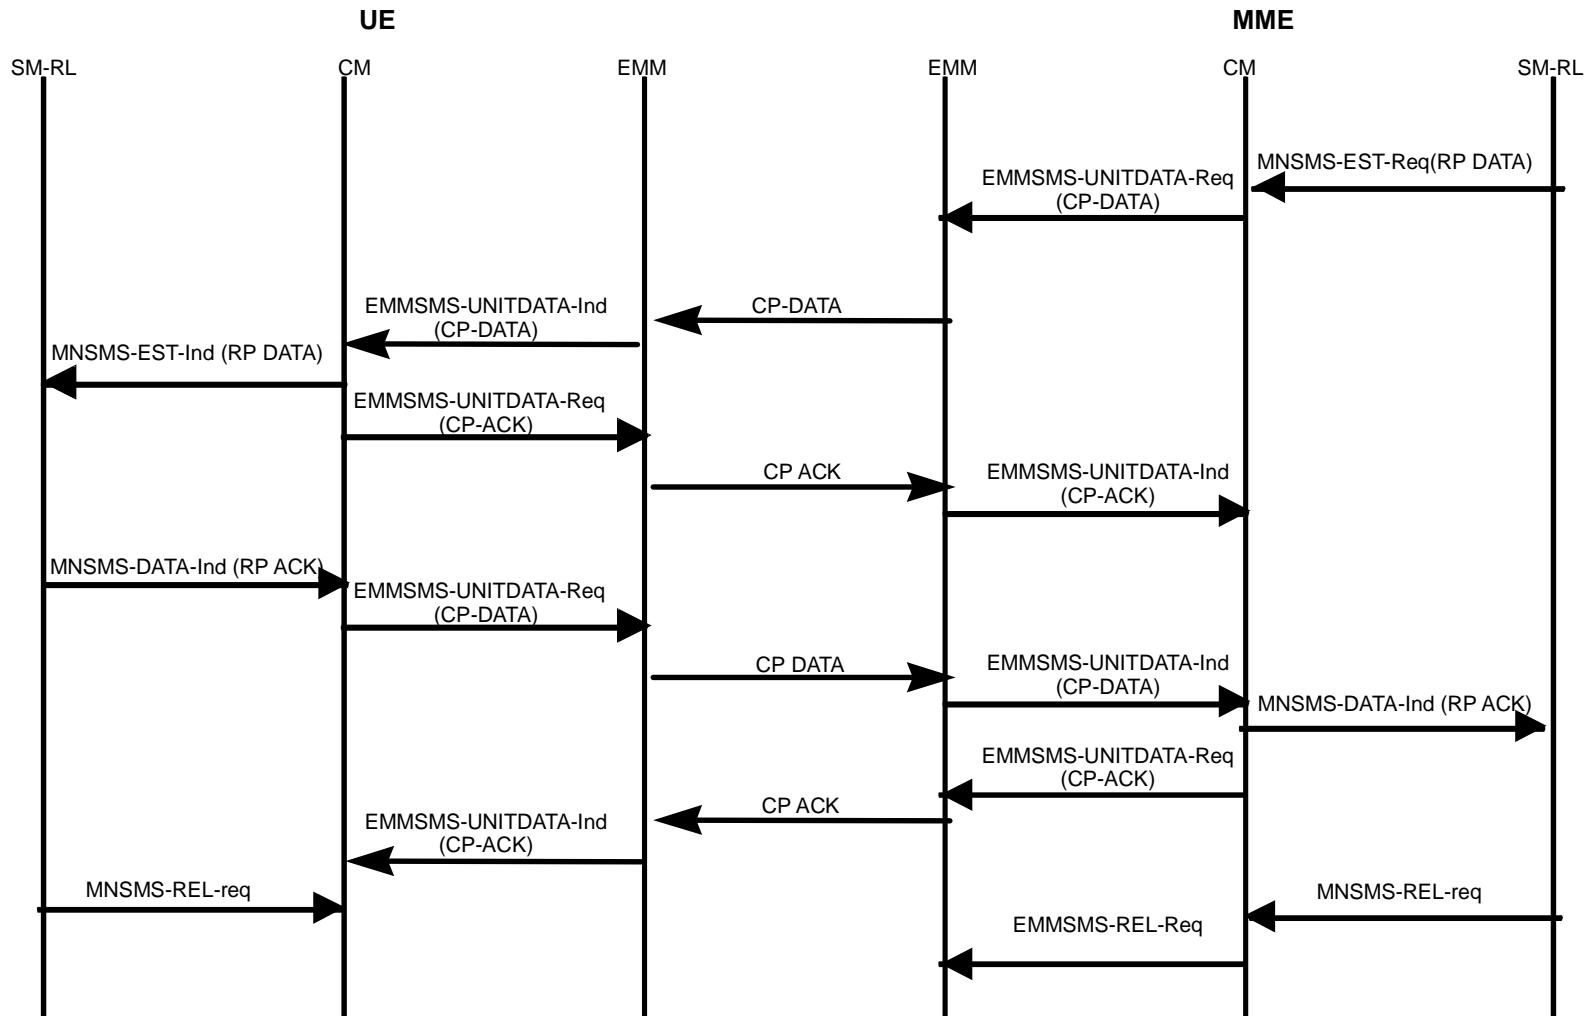 UE
MME
SM-RL
CM
EMM
EMM
CM
SM-RL
MNSMS-EST-Req(RP DATA)
EMMSMS-UNITDATA-Req
(CP-DATA)
CP-DATA
EMMSMS-UNITDATA-Ind
(CP-DATA)
MNSMS-EST-Ind (RP DATA)
EMMSMS-UNITDATA-Req
(CP-ACK)
CP ACK
EMMSMS-UNITDATA-Ind
(CP-ACK)
MNSMS-DATA-Ind (RP ACK)
EMMSMS-UNITDATA-Req
(CP-DATA)
CP DATA
EMMSMS-UNITDATA-Ind
(CP-DATA)
MNSMS-DATA-Ind (RP ACK)
EMMSMS-UNITDATA-Req
(CP-ACK)
CP ACK
EMMSMS-UNITDATA-Ind
(CP-ACK)
MNSMS-REL-req
MNSMS-REL-req
EMMSMS-REL-Req